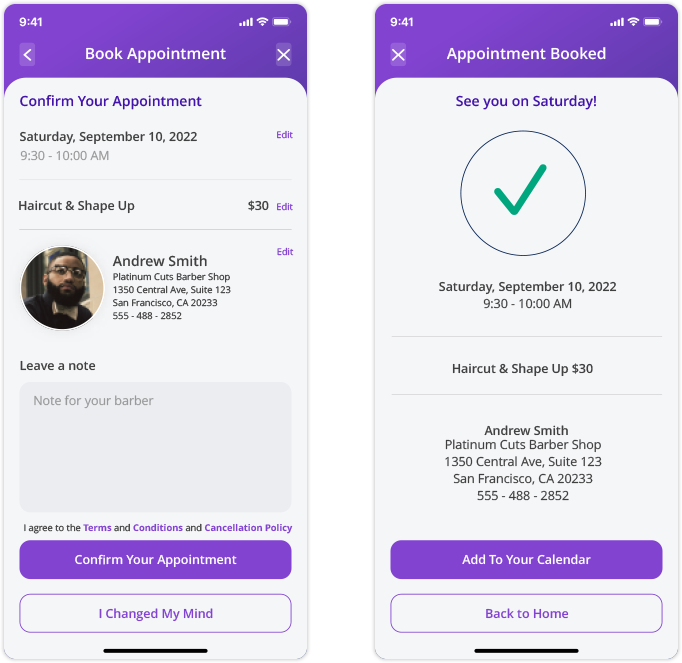 9:41
Book Appointment
Confirm Your Appointment
Saturday, September 10, 2022 Edit
9:30 - 10:00 AM
Haircut & Shape Up $30 Edit
Edit
Andrew Smith
Platinum Cuts Barber Shop
1350 Central Ave, Suite 123
San Francisco, CA 20233
555 - 488 - 2852
Leave a note
Note for your barber
I agree to the Terms and Conditions and Cancellation Policy
Confirm Your Appointment
I Changed My Mind
9:41
Appointment Booked
See you on Saturday!
Saturday, September 10, 2022
9:30 - 10:00 AM
Haircut & Shape Up $30
Andrew Smith
Platinum Cuts Barber Shop
1350 Central Ave, Suite 123
San Francisco, CA 20233
555 - 488 - 2852
Add To Your Calendar
Back to Home